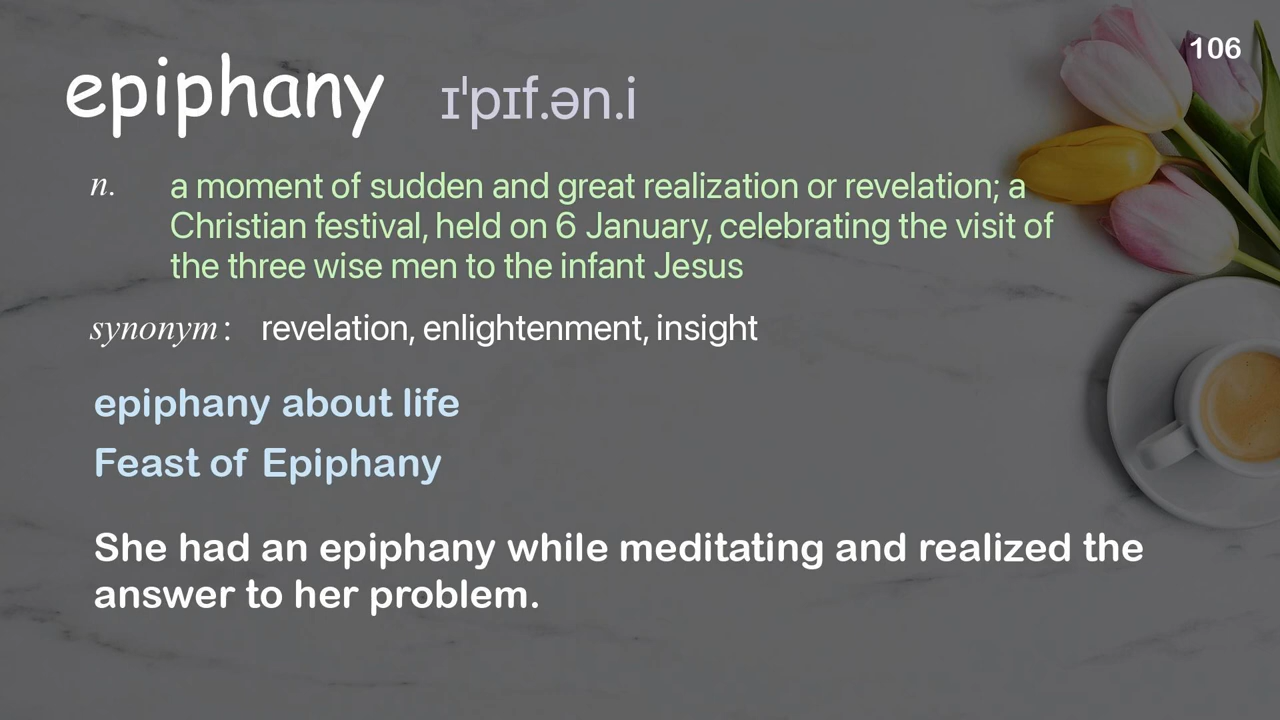 106
epiphany ɪˈpɪf.ən.i
n. a moment of sudden and great realization or revelation; a
Christian festival, held on 6 January, celebrating the visit of
the three wise men to the infant Jesus
synonym: revelation, enlightenment, insight
epiphany about life
Feast of Epiphany
She had an epiphany while meditating and realized the
answer to her problem.